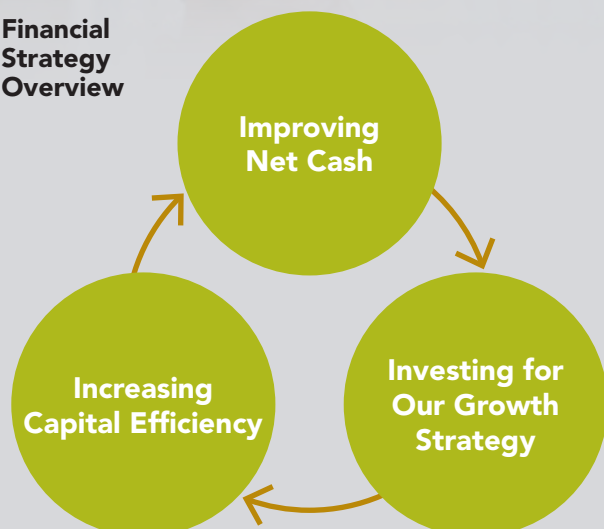 Financial
Strategy
Overview
Improving
Net Cash
Investing for
Our Growth
Strategy
Increasing
Capital Efficiency